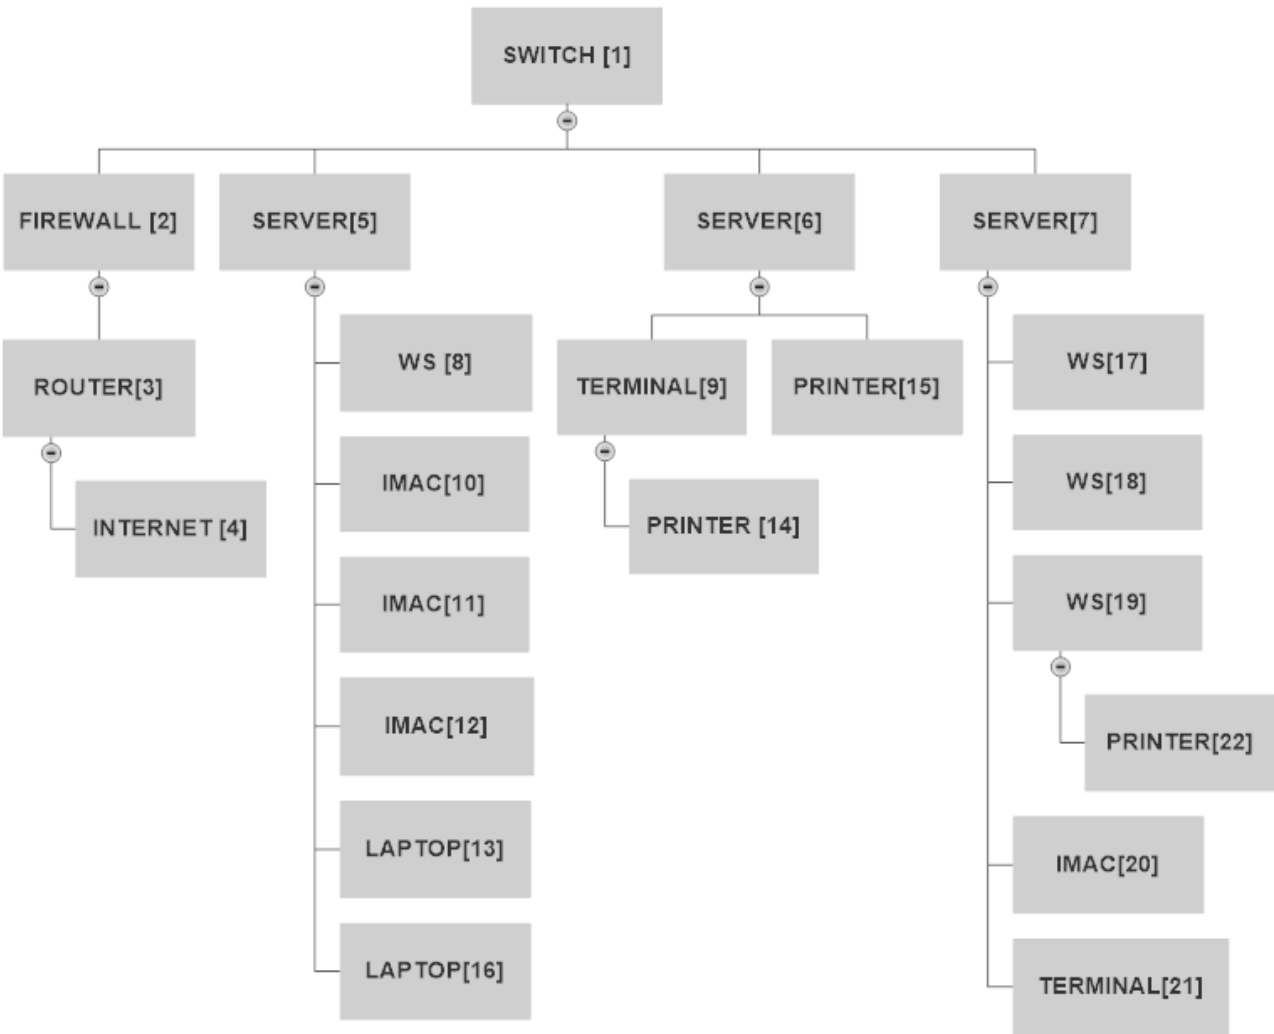 SWITCH [1]
FIREWALL [2]
SERVER[5]
SERVER[6]
SERVER[7]
ROUTER[3]
INTERNET [4]
WS [8]
IMAC[10]
IMAC[11]
IMAC[12]
LAPTOP[13]
LAPTOP[16]
TERMINAL[9]
PRINTER[15]
PRINTER [14]
WS[17]
WS[18]
WS[19]
PRINTER[22]
IMAC[20]
TERMINAL[21]